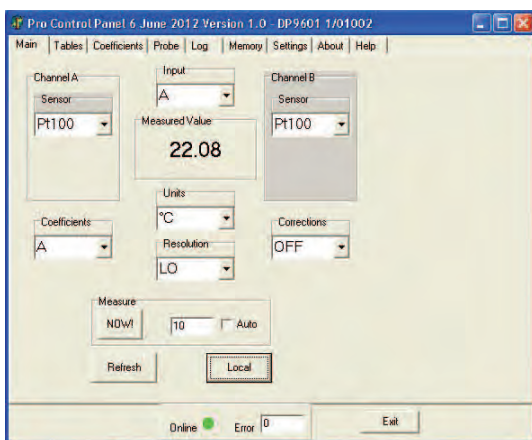 Pro Control Panel 6 June 2012 Version 1.0 - DP9601 1/01002
Main Tables Coefficients Probe Log Memory Settings About Help
Channel A
Sensor
Pt100
Input
A
Measured Value
22.08
Channel B
Sensor
Pt100
Units
°C
Coefficients
A
Resolution
LO
Corrections
OFF
Measure
NOW!
10
Auto
Refresh
Local
Online
Error
0
Exit